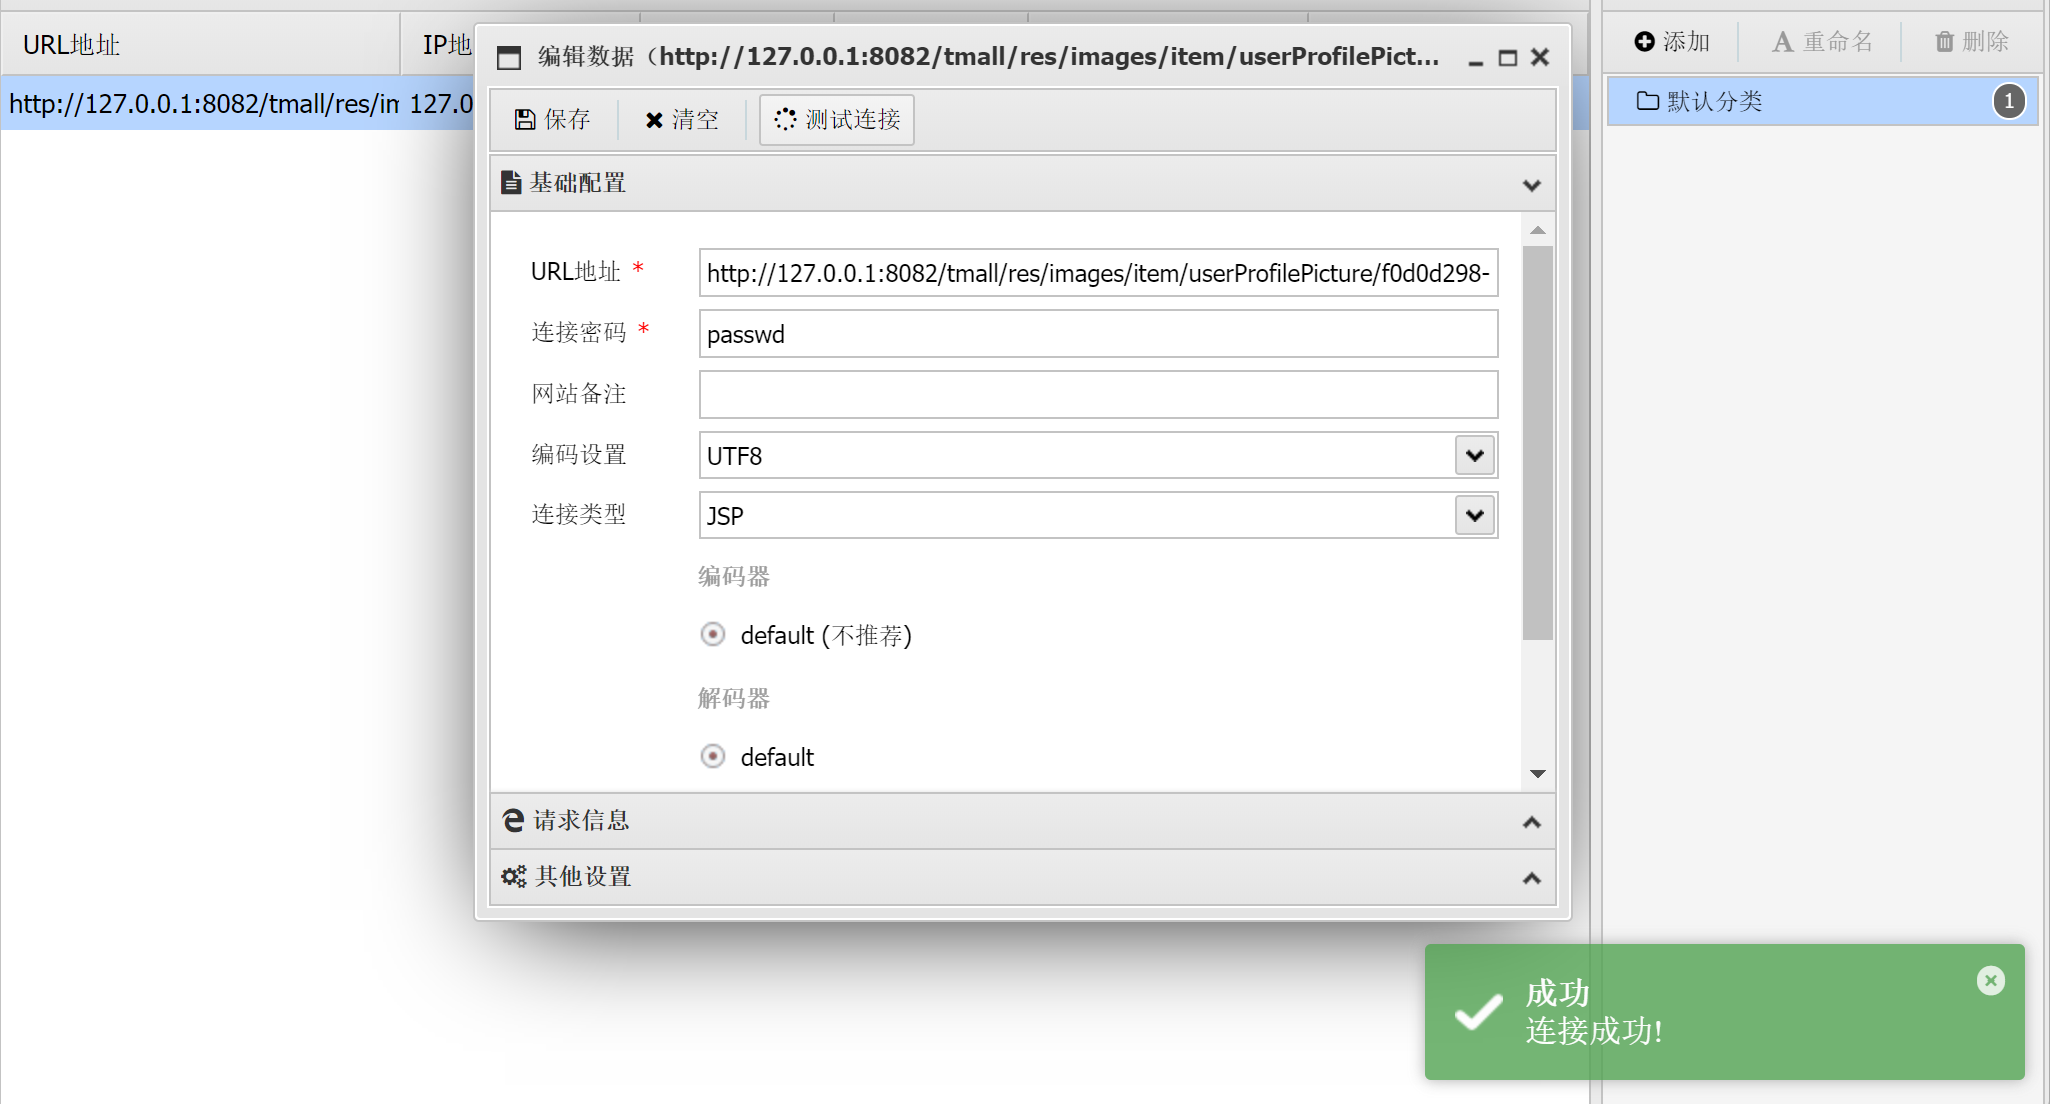 URL地址
IP地
http://127.0.0.1:8082/tmall/res/im
127.0
编辑数据（http://127.0.0.1:8082/tmall/res/images/item/userProfilePict...
保存
清空
测试连接
基础配置
URL地址 *
http://127.0.0.1:8082/tmall/res/images/item/userProfilePicture/f0d0d298-
连接密码 *
passwd
网站备注
编码设置
UTF8
连接类型
JSP
编码器
default (不推荐)
解码器
default
请求信息
其他设置
添加
重命名
删除
默认分类
1
成功
连接成功!